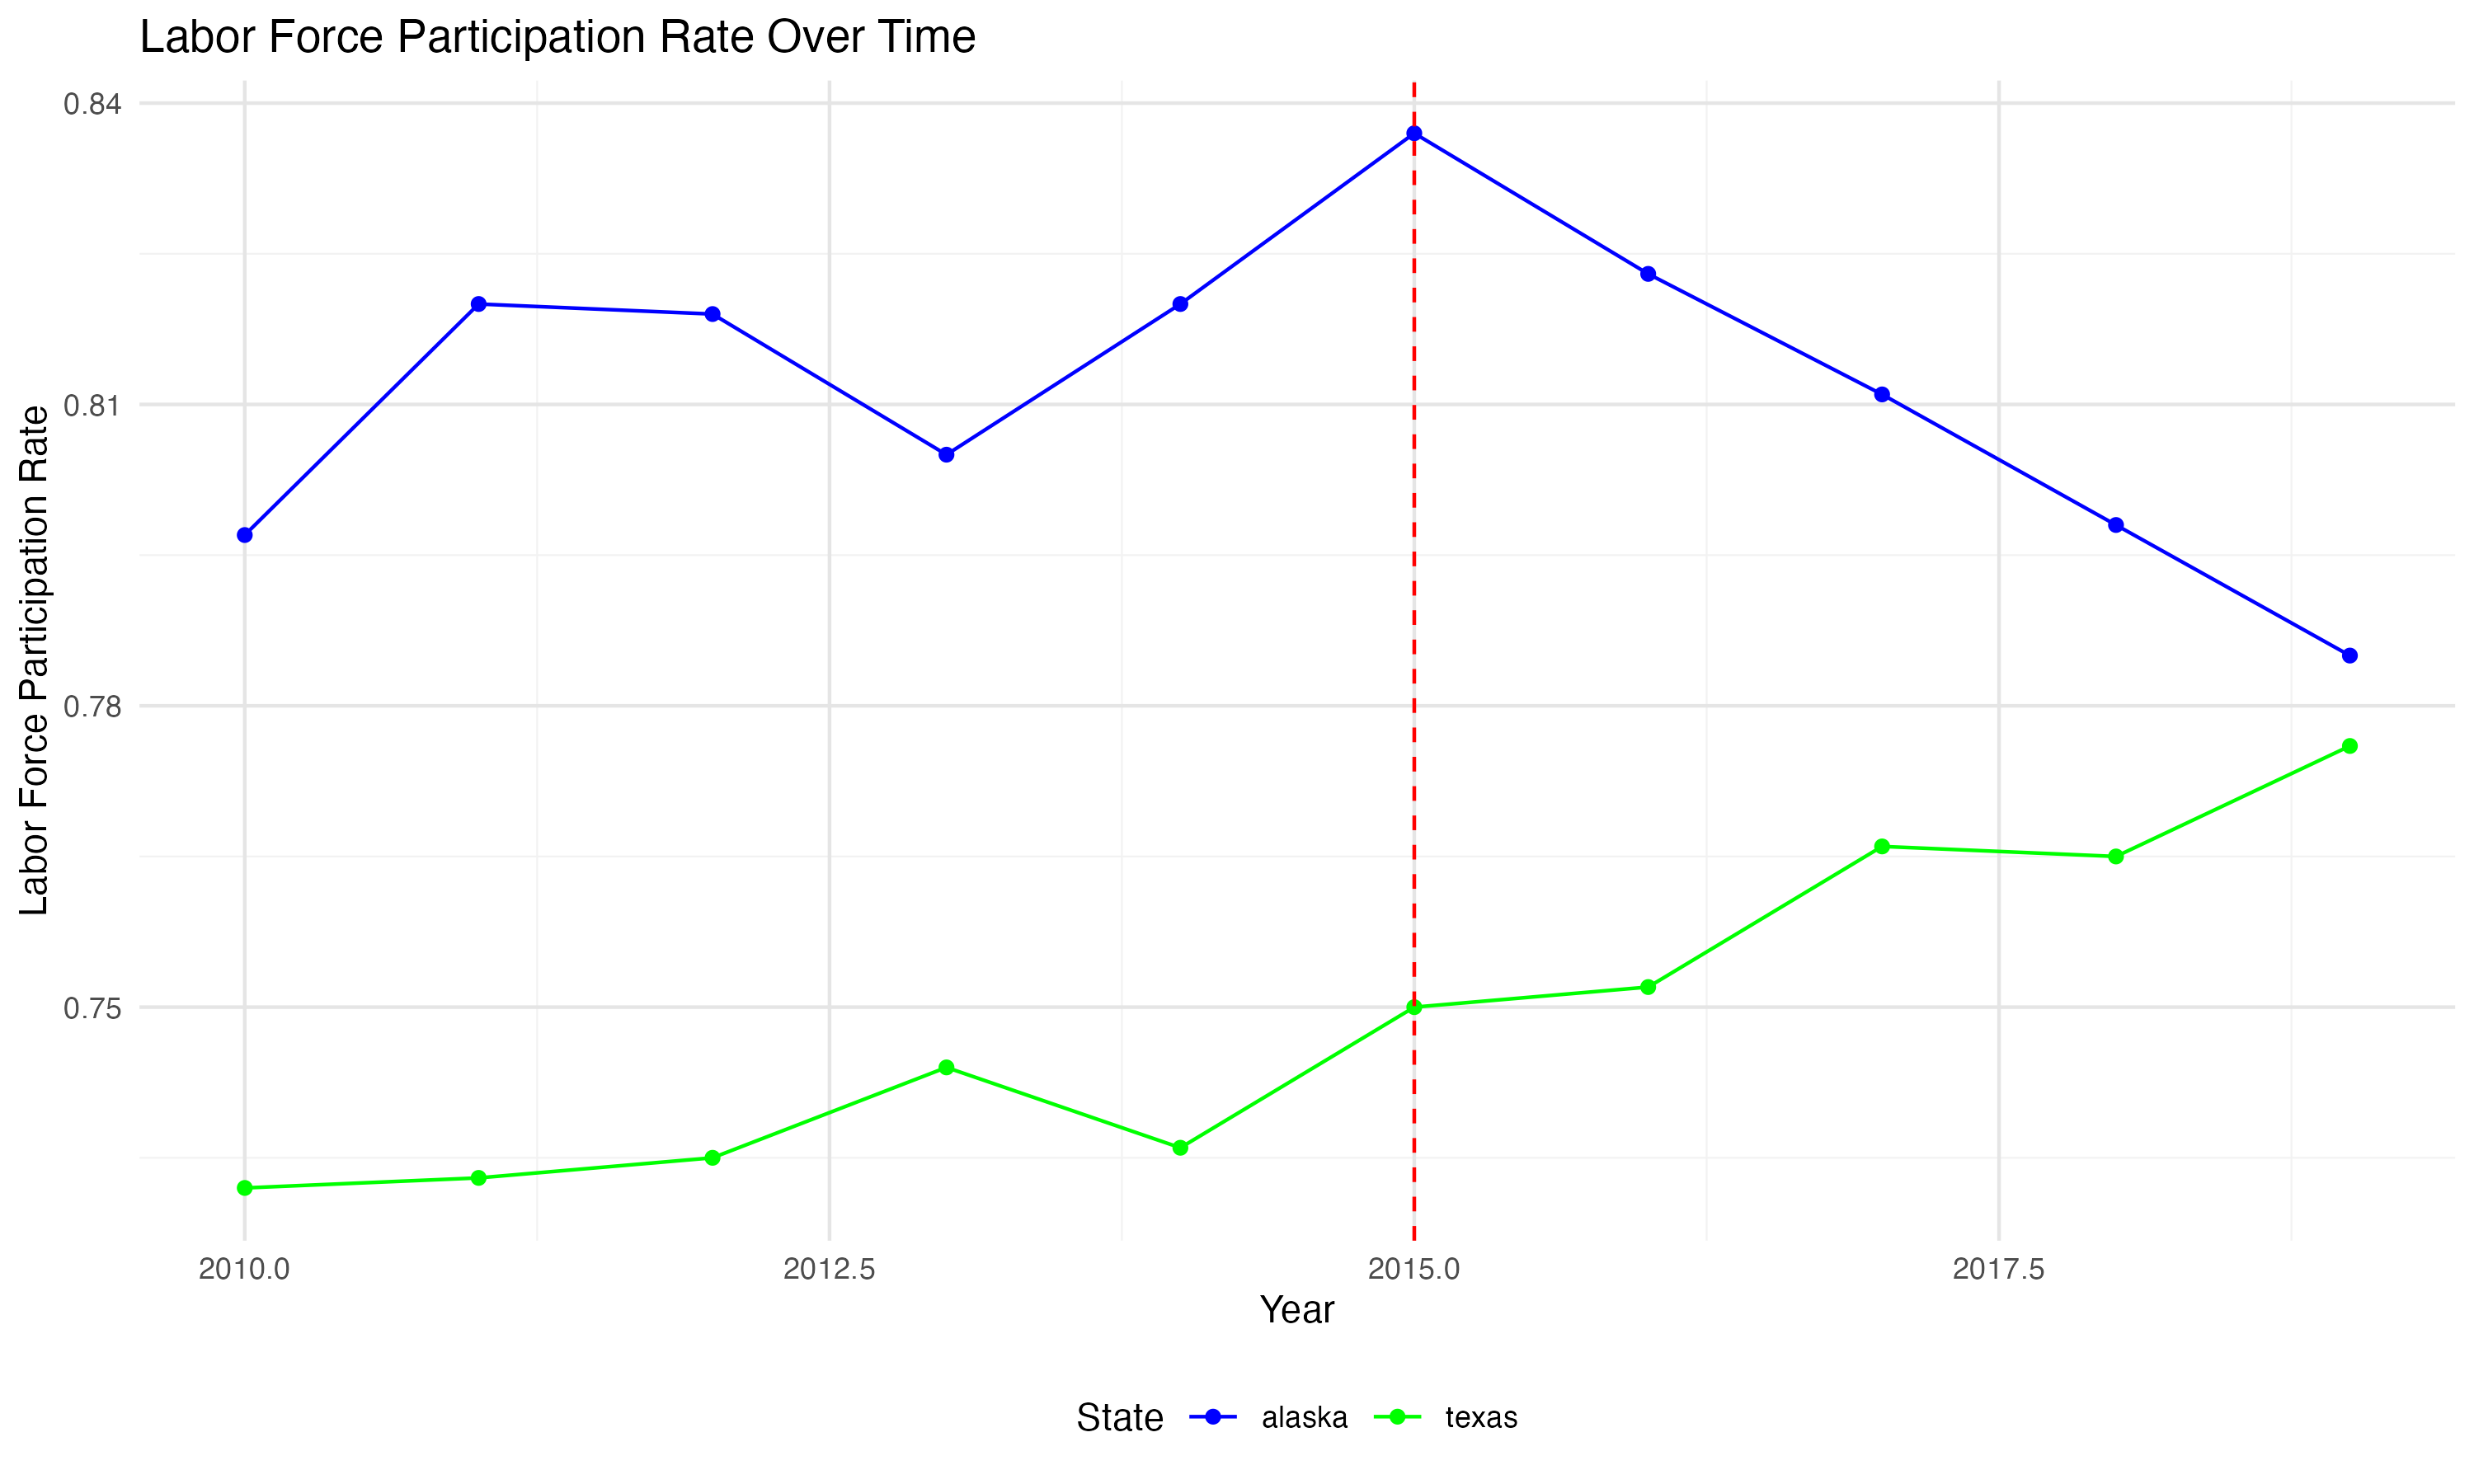 Labor Force Participation Rate Over Time
Labor Force Participation Rate
0.84
0.81
0.78
0.75
2010.0 2012.5 2015.0 2017.5
Year
State alaska texas